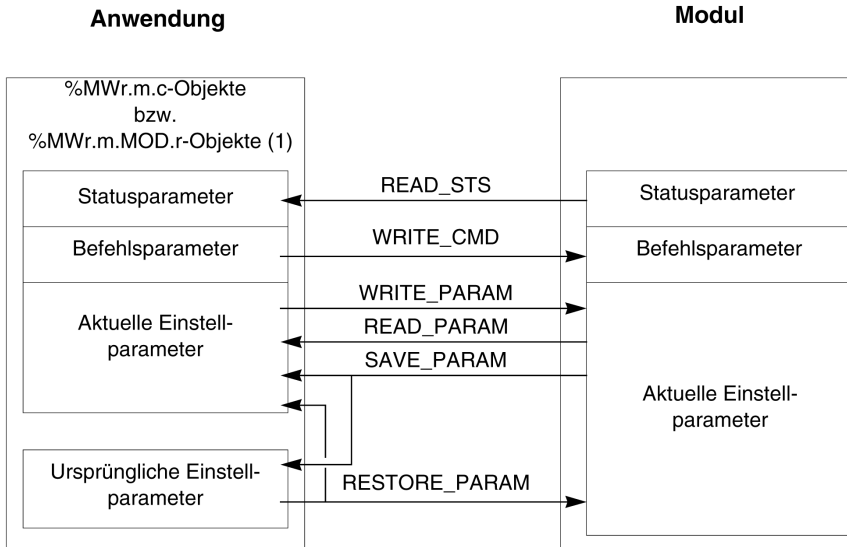 Anwendung
Modul
%MWr.m.c-Objekte
bzw.
%MWr.m.MOD.r-Objekte (1)
Statusparameter
READ_STS
Statusparameter
Befehlsparameter
WRITE_CMD
Befehlsparameter
Aktuelle Einstell-
parameter
WRITE_PARAM
READ_PARAM
SAVE_PARAM
Aktuelle Einstell-
parameter
Ursprüngliche Einstell-
parameter
RESTORE_PARAM